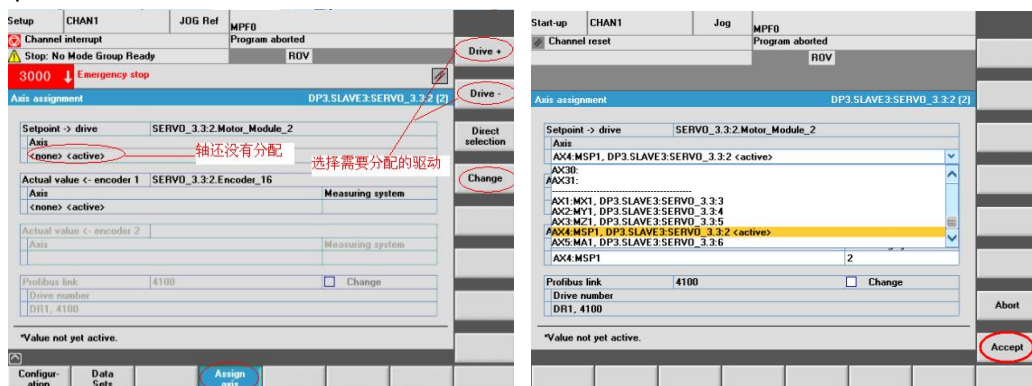 Setup CHAN1 JOG Ref MPF0
Channel interrupt Program aborted
Stop: No Mode Group Ready ROV
3000 Emergency stop
Axis assignment DP3.SLAVE3:SERVO_3.3:2 (2)
Setpoint -> drive SERVO_3.3:2.Motor_Module_2
Axis
<none> <active>
轴还没有分配
选择需要分配的驱动
Actual value <- encoder 1 SERVO_3.3:2.Encoder_16
Axis Measuring system
<none> <active>
Actual value <- encoder 2
Axis Measuring system
Profibus link 4100 Change
Drive number
DR1, 4100
*Value not yet active.
Drive +
Drive -
Direct
selection
Change
Configur-
ation
Data
Sets
Assign
axis
Start-up CHAN1 Jog MPF0
Channel reset Program aborted
ROV
Axis assignment DP3.SLAVE3:SERVO_3.3:2 (2)
Setpoint -> drive SERVO_3.3:2.Motor_Module_2
Axis
AX4:MSP1, DP3.SLAVE3:SERVO_3.3:2 <active>
AX30:
AX31:
AX1:MX1, DP3.SLAVE3:SERVO_3.3:3
AX2:MY1, DP3.SLAVE3:SERVO_3.3:4
AX3:MZ1, DP3.SLAVE3:SERVO_3.3:5
AX4:MSP1, DP3.SLAVE3:SERVO_3.3:2 <active>
AX5:MA1, DP3.SLAVE3:SERVO_3.3:6
AX4:MSP1 2
Profibus link 4100 Change
Drive number
DR1, 4100
*Value not yet active.
Abort
Accept